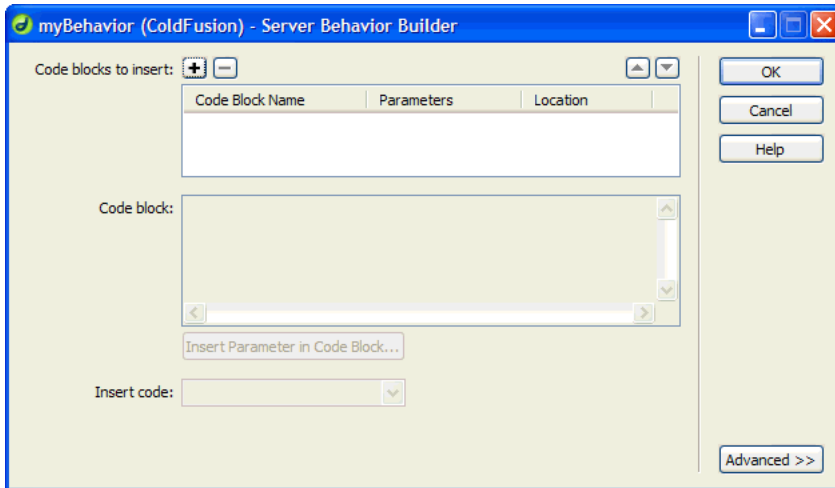 myBehavior (ColdFusion) - Server Behavior Builder
Code blocks to insert:
OK
Code Block Name Parameters Location
Cancel
Help
Code block:
Insert Parameter in Code Block...
Insert code:
Advanced >>